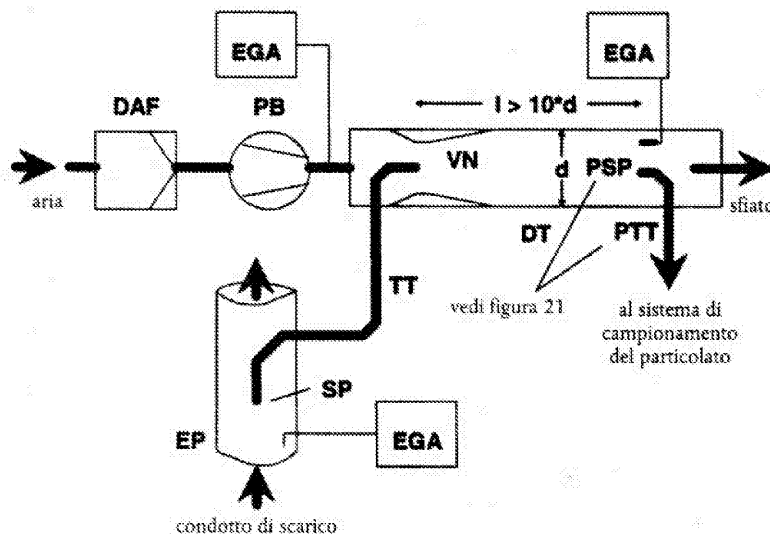 EGA
EGA
DAF
PB
l > 10*d
VN
d
PSP
aria
sfiato
DT
PTT
TT
vedi figura 21
al sistema di
campionamento
del particolato
SP
EP
EGA
condotto di scarico